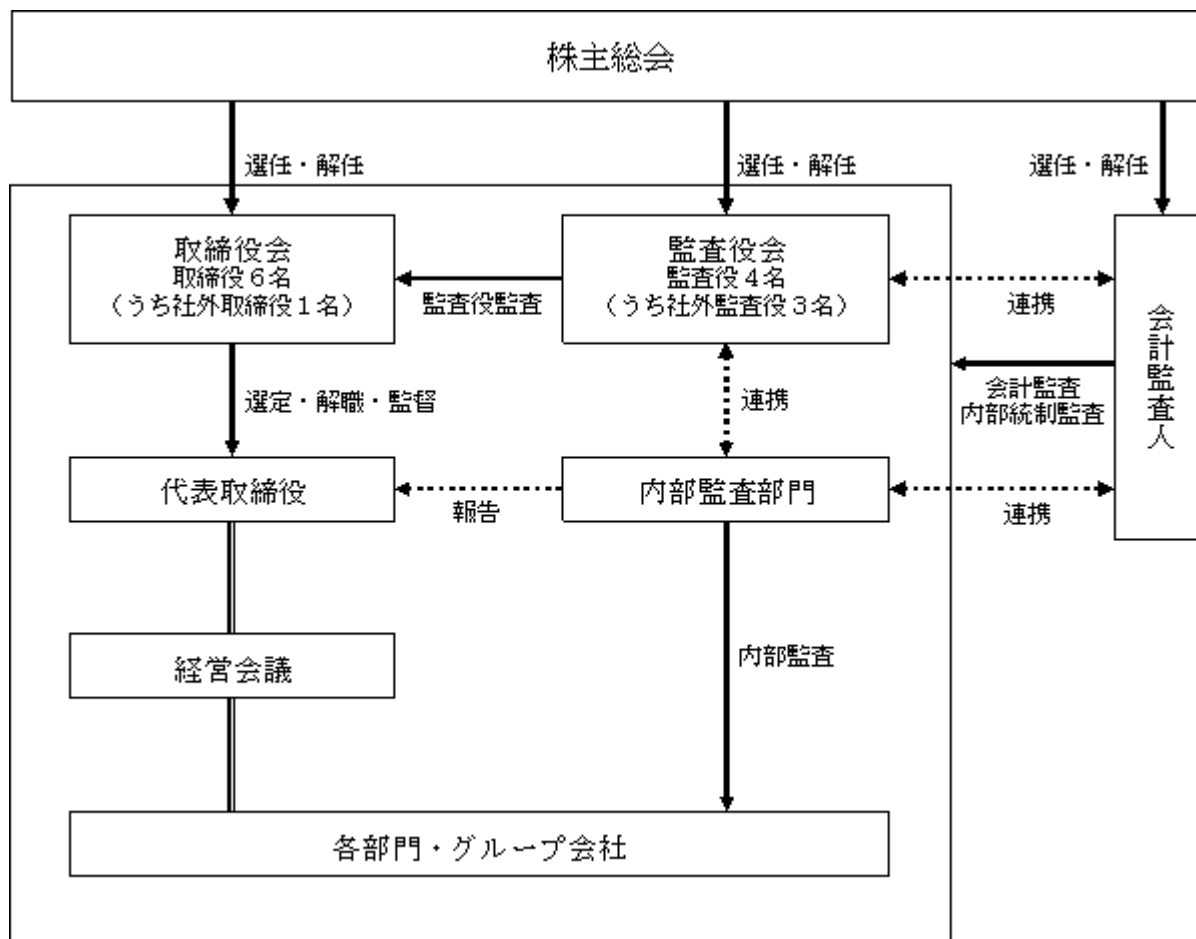 株主総会
選任・解任
選任・解任
選任・解任
取締役会
取締役6名
（うち社外取締役1名）
監査役監査
監査役会
監査役4名
（うち社外監査役3名）
連携
会計監査人
会計監査
内部統制監査
選定・解職・監督
連携
代表取締役
報告
内部監査部門
連携
経営会議
内部監査
各部門・グループ会社